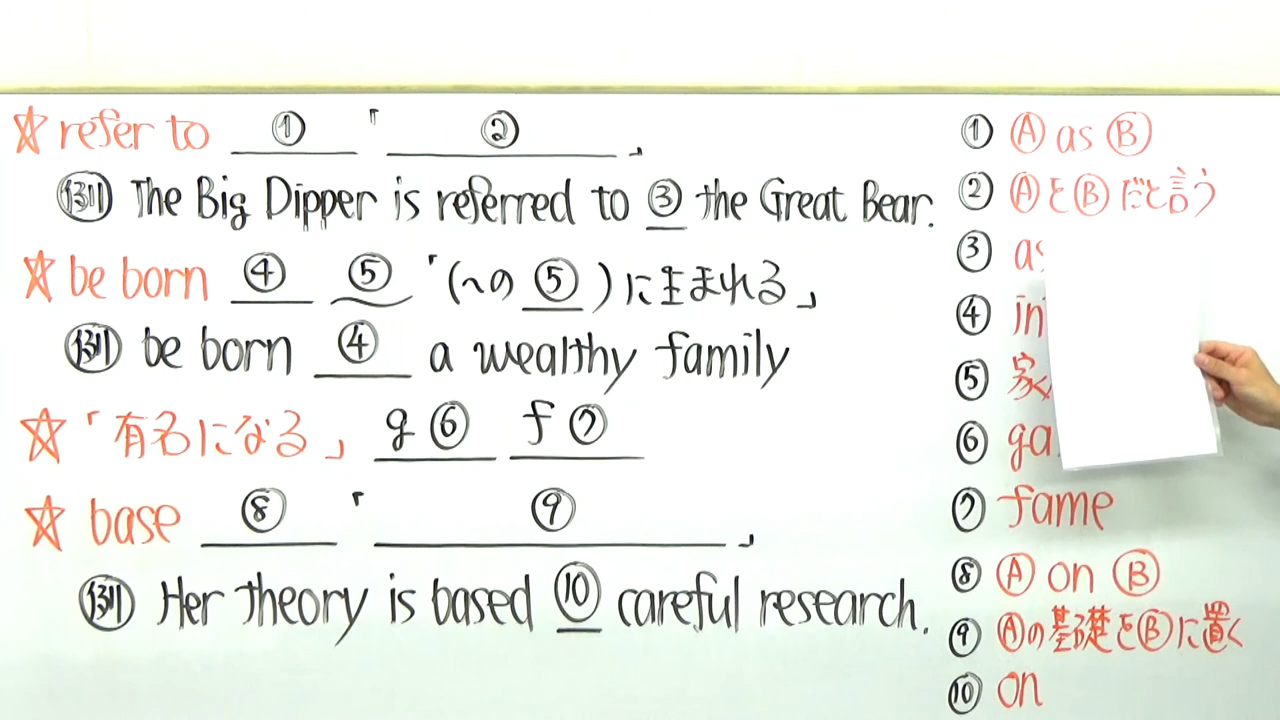 ☆ refer to ① 「 ② 」
例 The Big Dipper is referred to ③ the Great Bear.
☆ be born ④ ⑤ 「(への ⑤ )に生まれる」
例 be born ④ a wealthy family
☆「有名になる」 g⑥ f⑦
☆ base ⑧ 「 ⑨ 」
例 Her theory is based ⑩ careful research.
① Ⓐ as Ⓑ
② ⒶをⒷだと言う
③ as
④ in
⑤ 家
⑥ ga
⑦ fame
⑧ Ⓐ on Ⓑ
⑨ Ⓐの基礎をⒷに置く
⑩ on